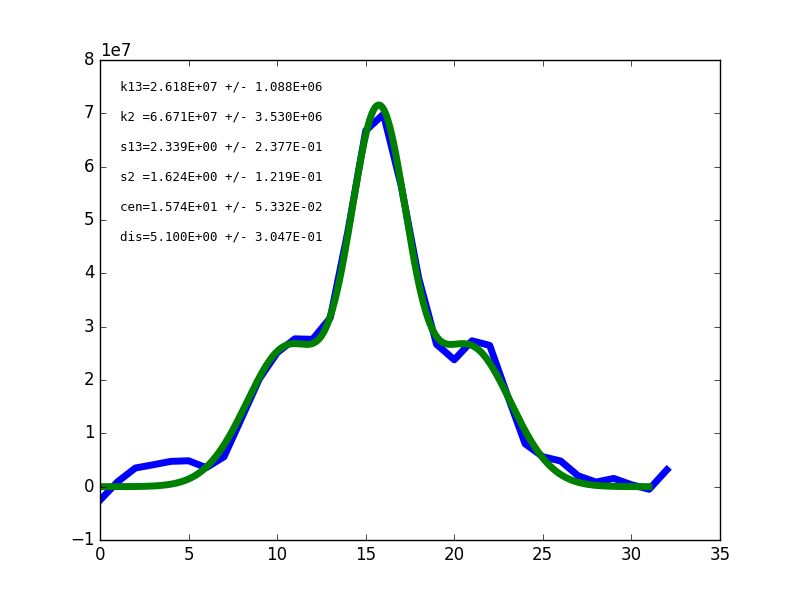 1e7
8
k13=2.618E+07 +/- 1.088E+06
7
k2 =6.671E+07 +/- 3.530E+06
6
s13=2.339E+00 +/- 2.377E-01
s2 =1.624E+00 +/- 1.219E-01
5
cen=1.574E+01 +/- 5.332E-02
dis=5.100E+00 +/- 3.047E-01
4
3
2
1
0
−1
0 5 10 15 20 25 30 35